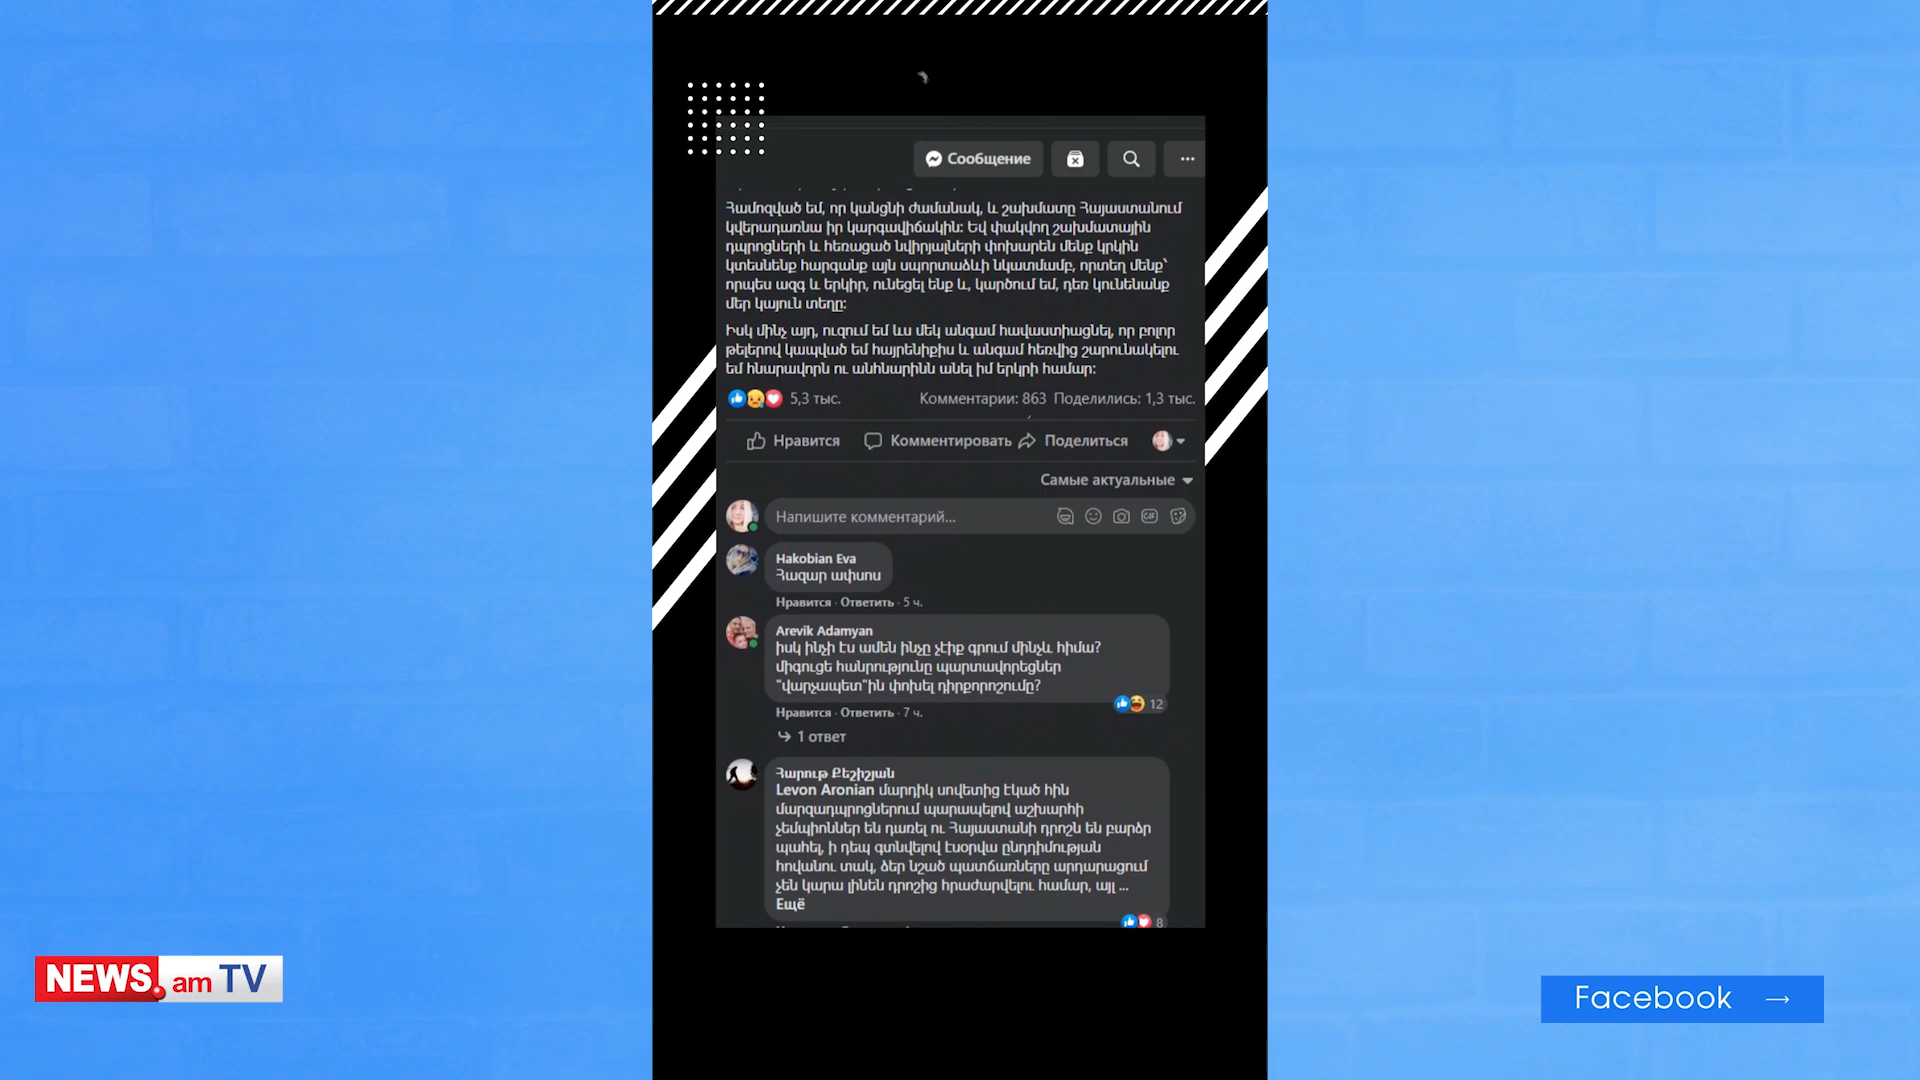 Сообщение
Համոզված եմ, որ կանցնի ժամանակ, և շախմատը Հայաստանում
կվերադառնա իր կարգավիճակին: Եվ փակվող շախմատային
դպրոցների և հեռացած նվիրյալների փոխարեն մենք կրկին
կտեսնենք հարգանք այն սպորտաձևի նկատմամբ, որտեղ մենք՝
որպես ազգ և երկիր, ունեցել ենք և, կարծում եմ, դեռ կունենանք
մեր կայուն տեղը:
Իսկ մինչ այդ, ուզում եմ ևս մեկ անգամ հավաստիացնել, որ բոլոր
թելերով կապված եմ հայրենիքիս և անգամ հեռվից շարունակելու
եմ հնարավորն ու անհնարինն անել իմ երկրի համար:
5,3 тыс. Комментарии: 863 Поделились: 1,3 тыс.
Нравится Комментировать Поделиться
Самые актуальные
Напишите комментарий... GIF
Hakobian Eva
Հազար ափսոս
Нравится · Ответить · 5 ч.
Arevik Adamyan
իսկ ինչի էս ամեն ինչը չէիք գրում մինչև հիմա?
միգուցե հանրությունը պարտավորեցներ
"վարչապետ"ին փոխել դիրքորոշումը?
12
Нравится · Ответить · 7 ч.
1 ответ
Հարութ Քեշիշյան
Levon Aronian մարդիկ սովետից էկած հին
մարզադպրոցներում պարապելով աշխարհի
չեմպիոններ են դառել ու Հայաստանի դրոշն են բարձր
պահել, ի դեպ գտնվելով էսօրվա ընդդիմության
հովանու տակ, ձեր նշած պատճառները արդարացում
չեն կարա լինեն դրոշից հրաժարվելու համար, այլ ...
Ещё
8
NEWS.am TV
Facebook →